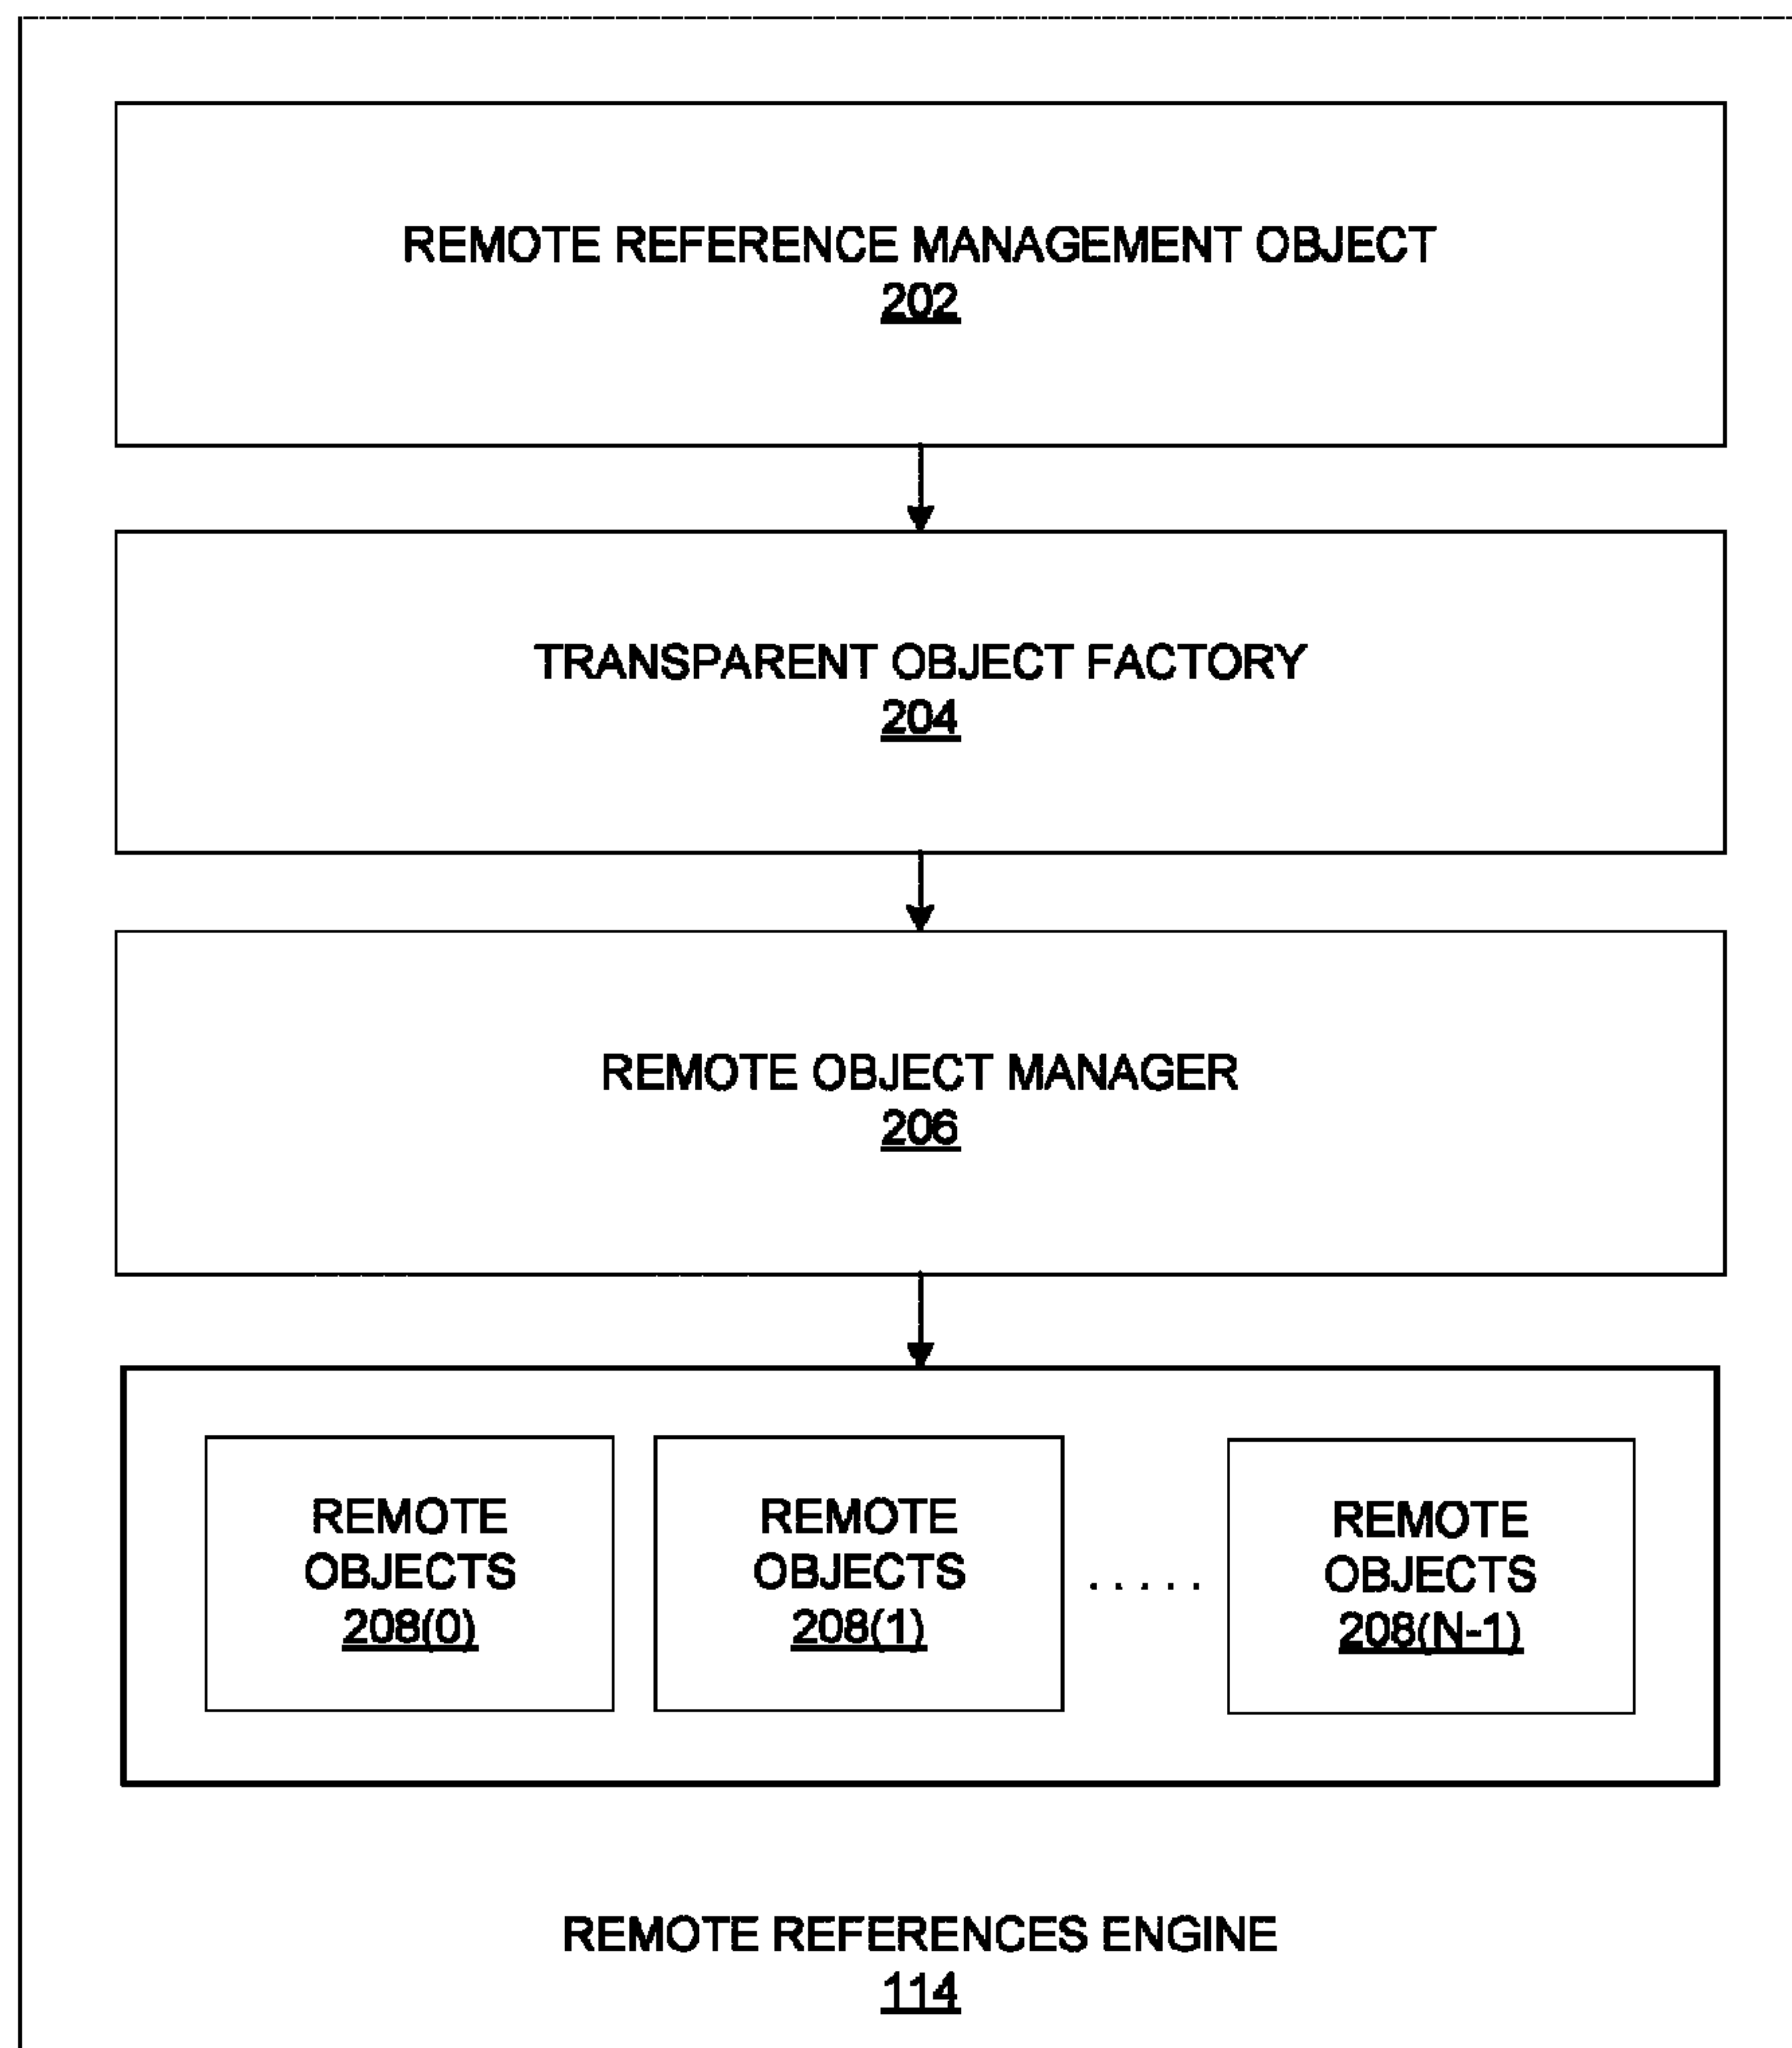 REMOTE REFERENCE MANAGEMENT OBJECT
202
TRANSPARENT OBJECT FACTORY
204
REMOTE OBJECT MANAGER
206
REMOTE
OBJECTS
208(0)
REMOTE
OBJECTS
208(1)
. . . . .
REMOTE
OBJECTS
208(N-1)
REMOTE REFERENCES ENGINE
114